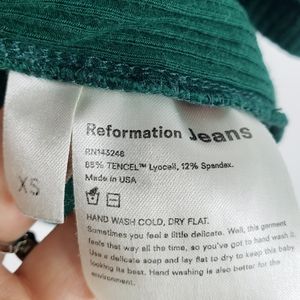 Reformation Jeans
RN143248
88% TENCEL™ Lyocell, 12% Spandex.
Made in USA
XS
HAND WASH COLD, DRY FLAT.
Sometimes you feel a little delicate. Well, this garment
feels that way all the time, so you've got to hand wash it.
Use a delicate soap and lay flat to dry to keep this baby
looking its best. Hand washing is also better for the
environment.